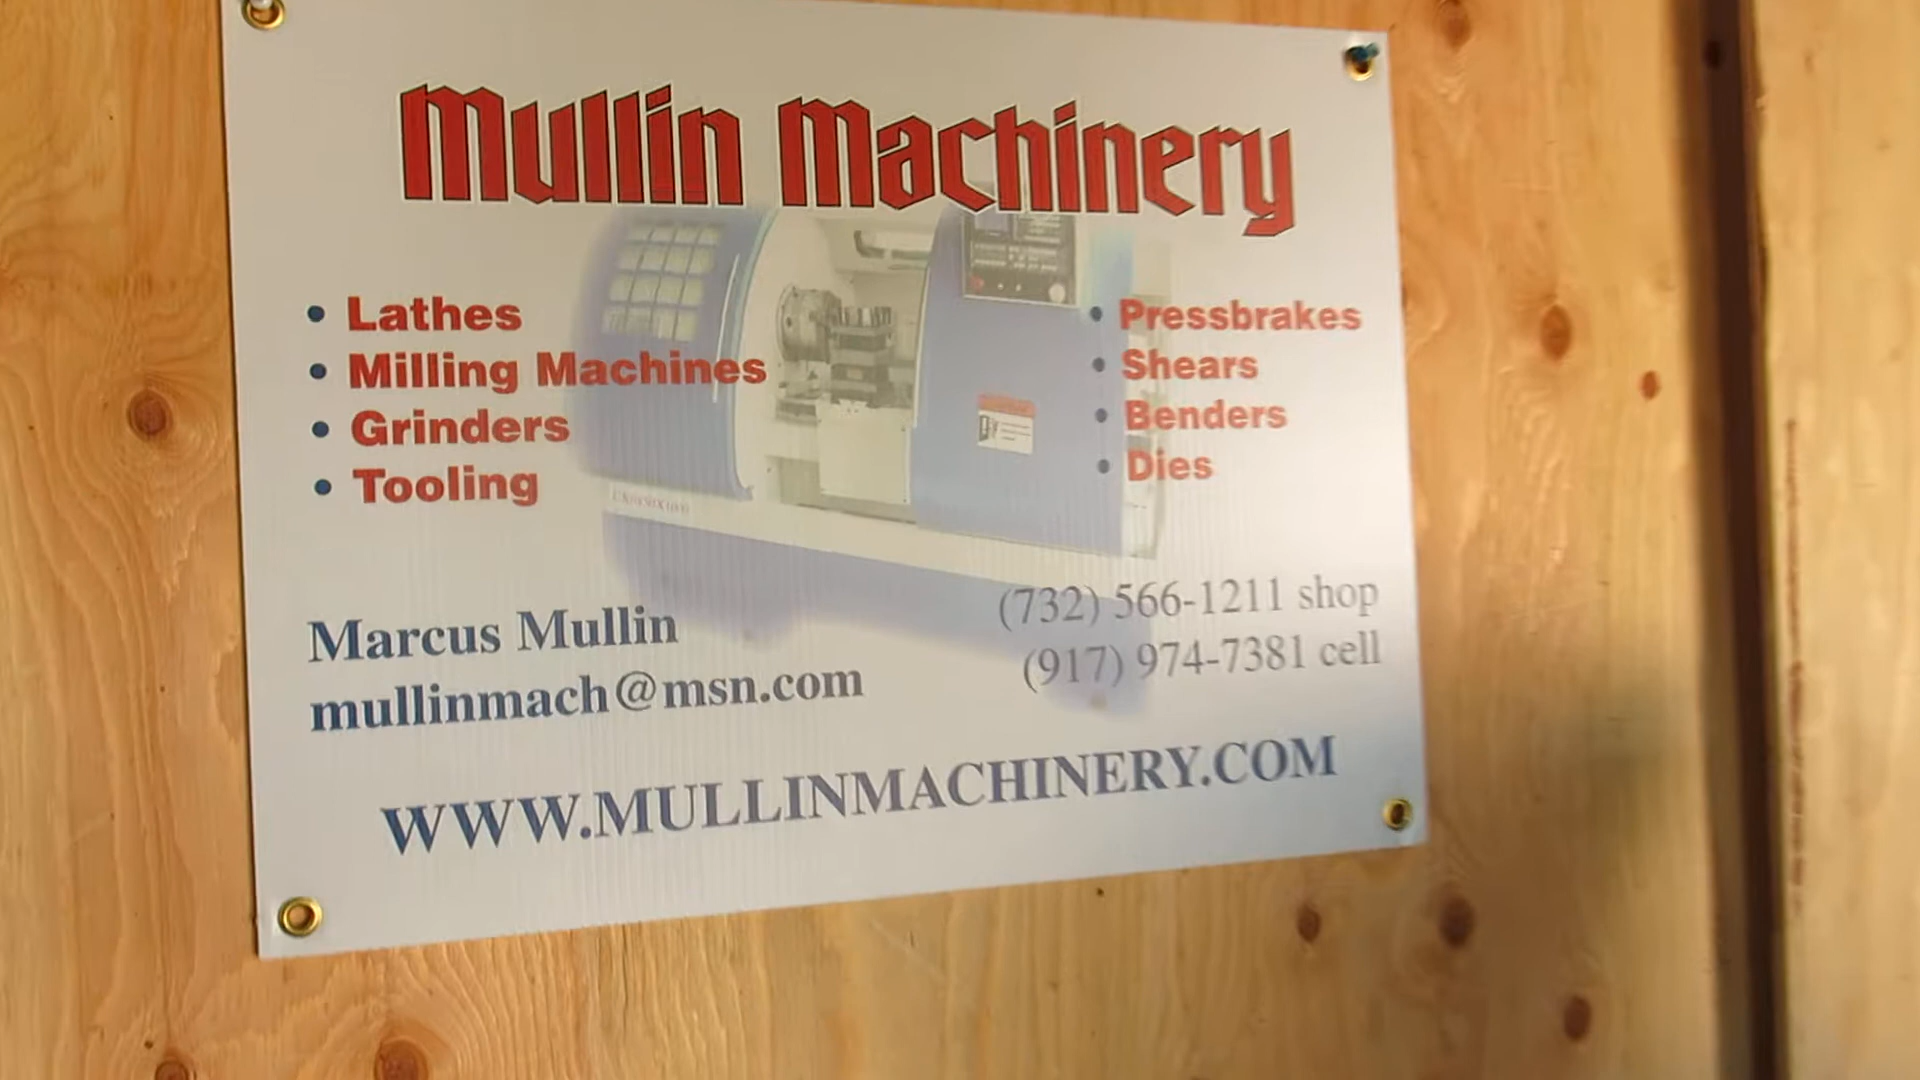 Mullin Machinery
• Lathes
• Milling Machines
• Grinders
• Tooling
• Pressbrakes
• Shears
• Benders
• Dies
Marcus Mullin
mullinmach@msn.com
(732) 566-1211 shop
(917) 974-7381 cell
WWW.MULLINMACHINERY.COM